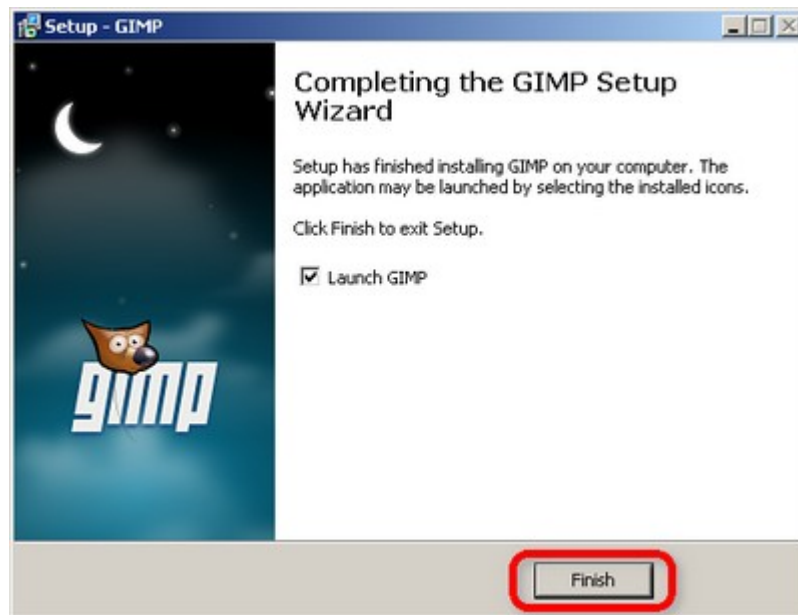 Setup - GIMP
Completing the GIMP Setup
Wizard
Setup has finished installing GIMP on your computer. The
application may be launched by selecting the installed icons.
Click Finish to exit Setup.
Launch GIMP
gimp
Finish